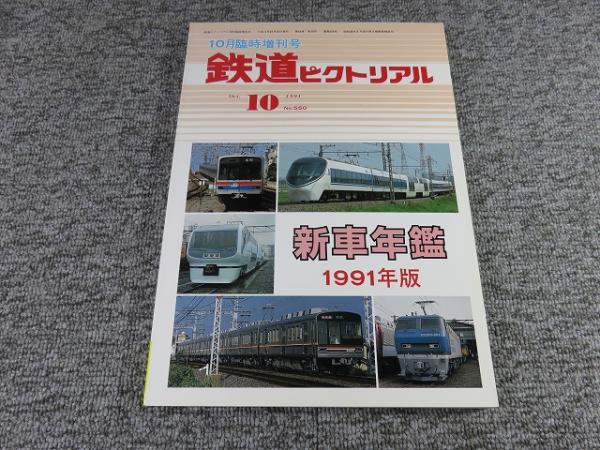 10月臨時増刊号
鉄道ピクトリアル
Oct. 10 1991
No.550
新車年鑑
1991年版